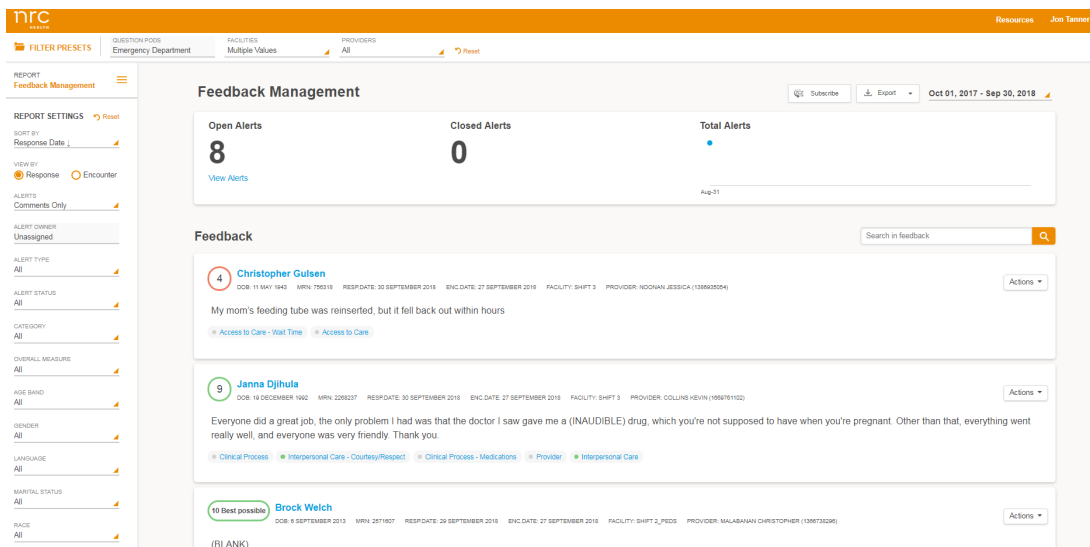 nrc
HEALTH
Resources Jon Tanner
FILTER PRESETS
QUESTION PODS
Emergency Department
FACILITIES
Multiple Values
PROVIDERS
All
Reset
REPORT
Feedback Management
REPORT SETTINGS Reset
SORT BY
Response Date ↓
VIEW BY
Response Encounter
ALERTS
Comments Only
ALERT OWNER
Unassigned
ALERT TYPE
All
ALERT STATUS
All
CATEGORY
All
OVERALL MEASURE
All
AGE BAND
All
GENDER
All
LANGUAGE
All
MARITAL STATUS
All
RACE
All
Feedback Management
Subscribe
Export
Oct 01, 2017 - Sep 30, 2018
Open Alerts
8
View Alerts
Closed Alerts
0
Total Alerts
Aug-31
Feedback
Search in feedback
4 Christopher Gulsen
DOB: 11 MAY 1943 MRN: 756318 RESP.DATE: 30 SEPTEMBER 2018 ENC.DATE: 27 SEPTEMBER 2018 FACILITY: SHIFT 3 PROVIDER: NOONAN JESSICA (1386935054)
Actions
My mom's feeding tube was reinserted, but it fell back out within hours
Access to Care - Wait Time Access to Care
9 Janna Djihula
DOB: 19 DECEMBER 1992 MRN: 2268237 RESP.DATE: 30 SEPTEMBER 2018 ENC.DATE: 27 SEPTEMBER 2018 FACILITY: SHIFT 3 PROVIDER: COLLINS KEVIN (1669761102)
Actions
Everyone did a great job, the only problem I had was that the doctor I saw gave me a (INAUDIBLE) drug, which you're not supposed to have when you're pregnant. Other than that, everything went
really well, and everyone was very friendly. Thank you.
Clinical Process Interpersonal Care - Courtesy/Respect Clinical Process - Medications Provider Interpersonal Care
10 Best possible Brock Welch
DOB: 6 SEPTEMBER 2013 MRN: 2571607 RESP.DATE: 29 SEPTEMBER 2018 ENC.DATE: 27 SEPTEMBER 2018 FACILITY: SHIFT 2_PEDS PROVIDER: MALABANAN CHRISTOPHER (1366738296)
Actions
(BLANK)